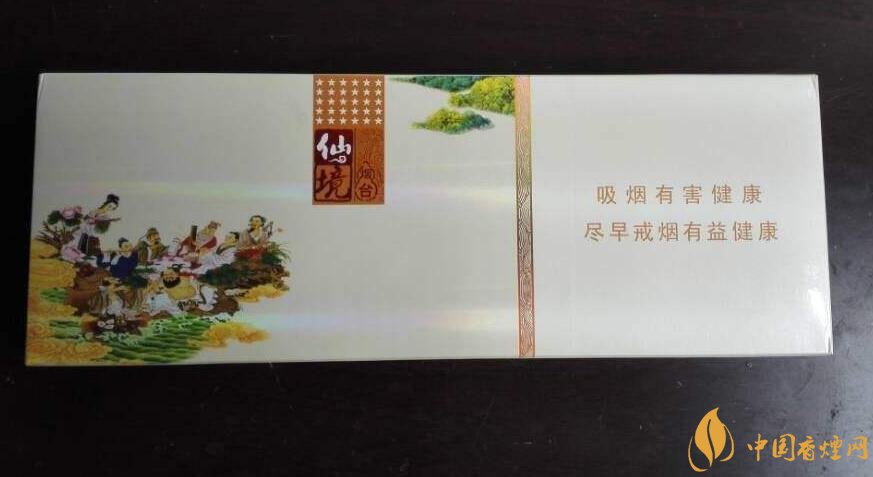 仙境
烟台
吸烟有害健康
尽早戒烟有益健康
中国香煙网